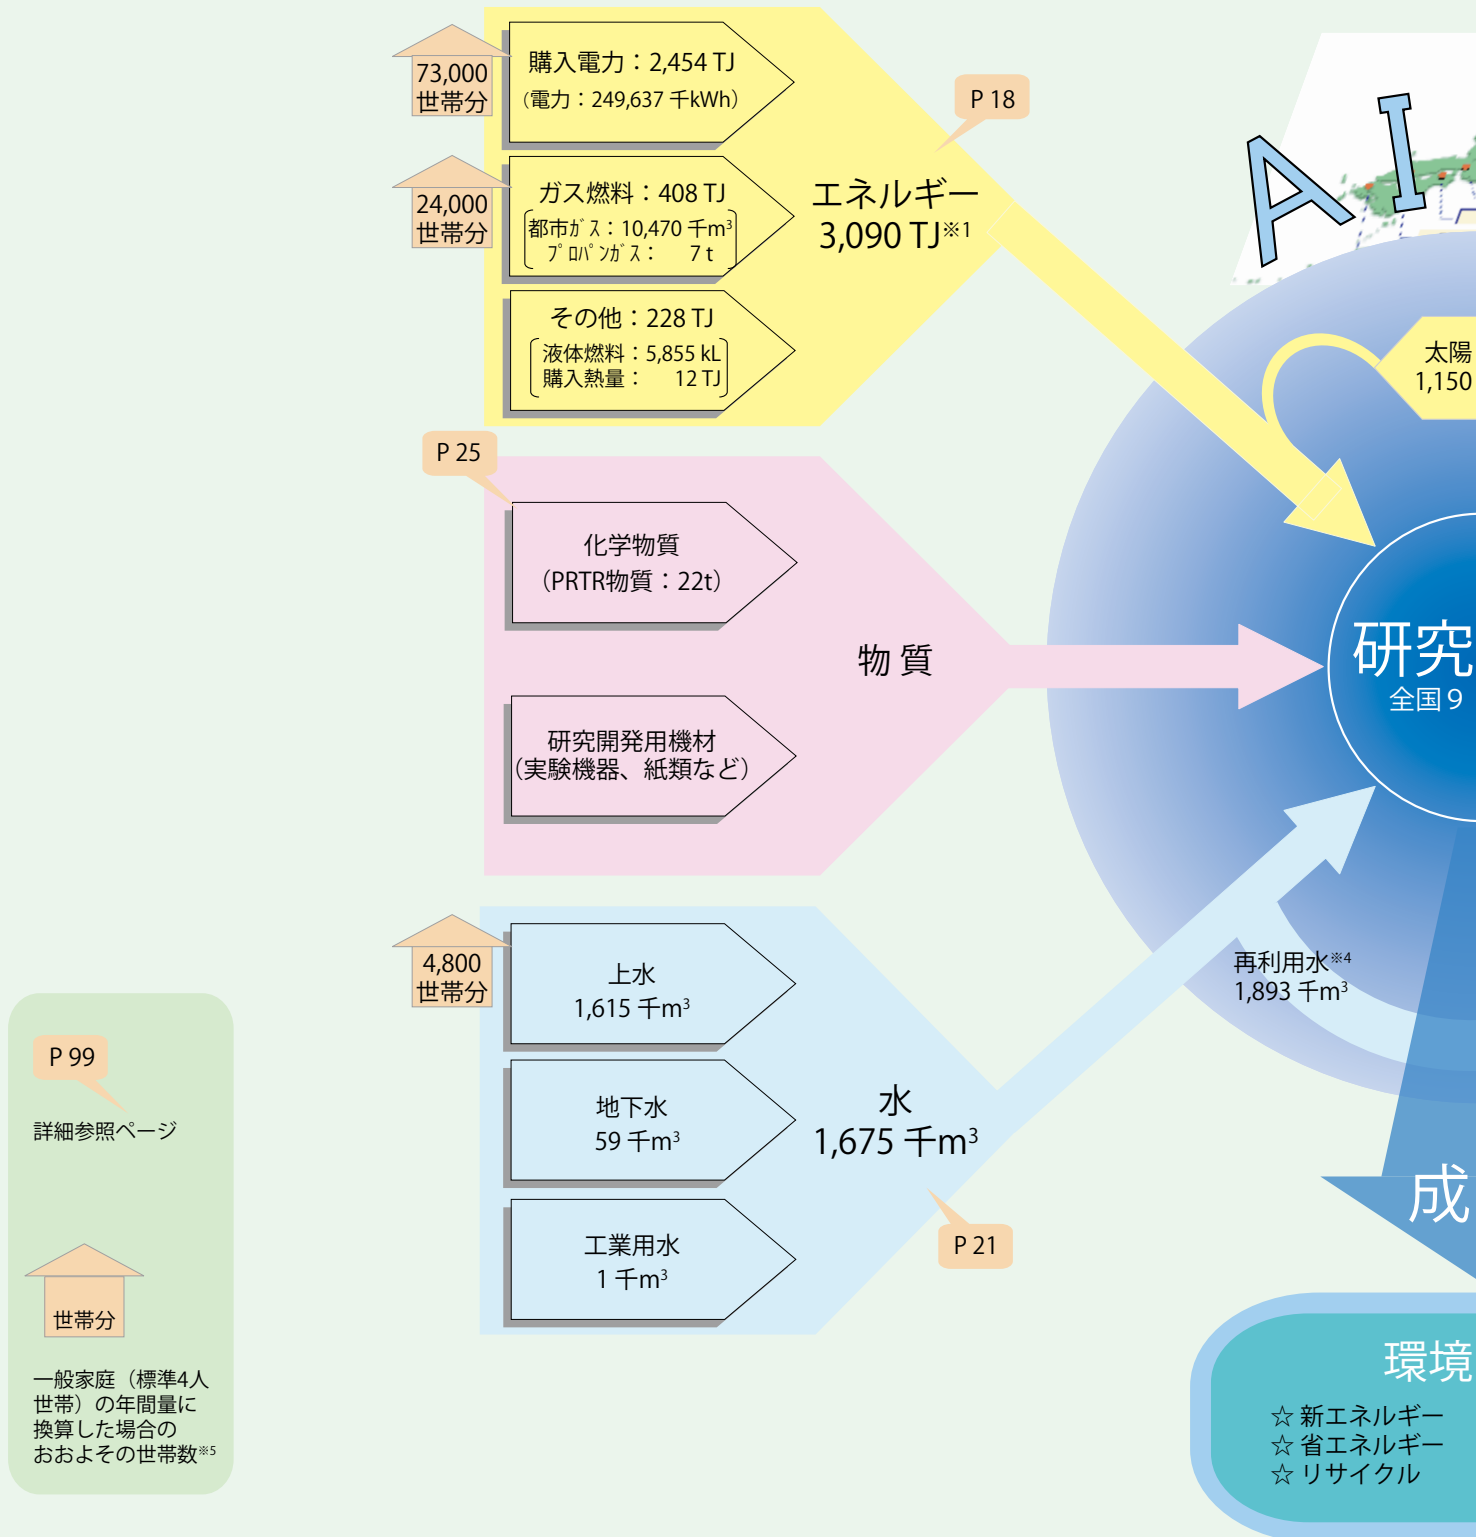 73,000
世帯分
購入電力：2,454 TJ
（電力：249,637 千kWh）
P 18
24,000
世帯分
ガス燃料：408 TJ
都市ｶﾞｽ：10,470 千m³
ﾌﾟﾛﾊﾟﾝｶﾞｽ： 7 t
エネルギー
3,090 TJ※1
その他：228 TJ
液体燃料：5,855 kL
購入熱量： 12 TJ
A I
太陽
1,150
P 25
化学物質
（PRTR物質：22t）
物 質
研究開発用機材
（実験機器、紙類など）
研究
全国９
4,800
世帯分
上水
1,615 千m³
地下水
59 千m³
工業用水
1 千m³
水
1,675 千m³
P 21
再利用水※4
1,893 千m³
成
P 99
詳細参照ページ
世帯分
一般家庭（標準4人
世帯）の年間量に
換算した場合の
おおよその世帯数※5
環境
☆ 新エネルギー
☆ 省エネルギー
☆ リサイクル